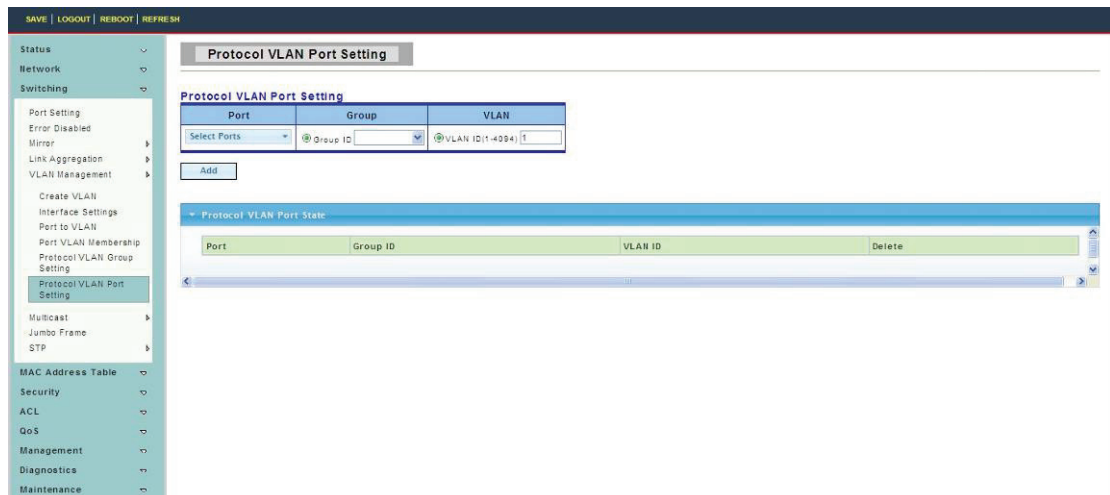 SAVE | LOGOUT | REBOOT | REFRESH
Status
Network
Switching
Port Setting
Error Disabled
Mirror
Link Aggregation
VLAN Management
Create VLAN
Interface Settings
Port to VLAN
Port VLAN Membership
Protocol VLAN Group
Setting
Protocol VLAN Port
Setting
Multicast
Jumbo Frame
STP
MAC Address Table
Security
ACL
QoS
Management
Diagnostics
Maintenance
Protocol VLAN Port Setting
Protocol VLAN Port Setting
Port Group VLAN
Select Ports Group ID VLAN ID(1-4094) 1
Add
Protocol VLAN Port State
Port Group ID VLAN ID Delete